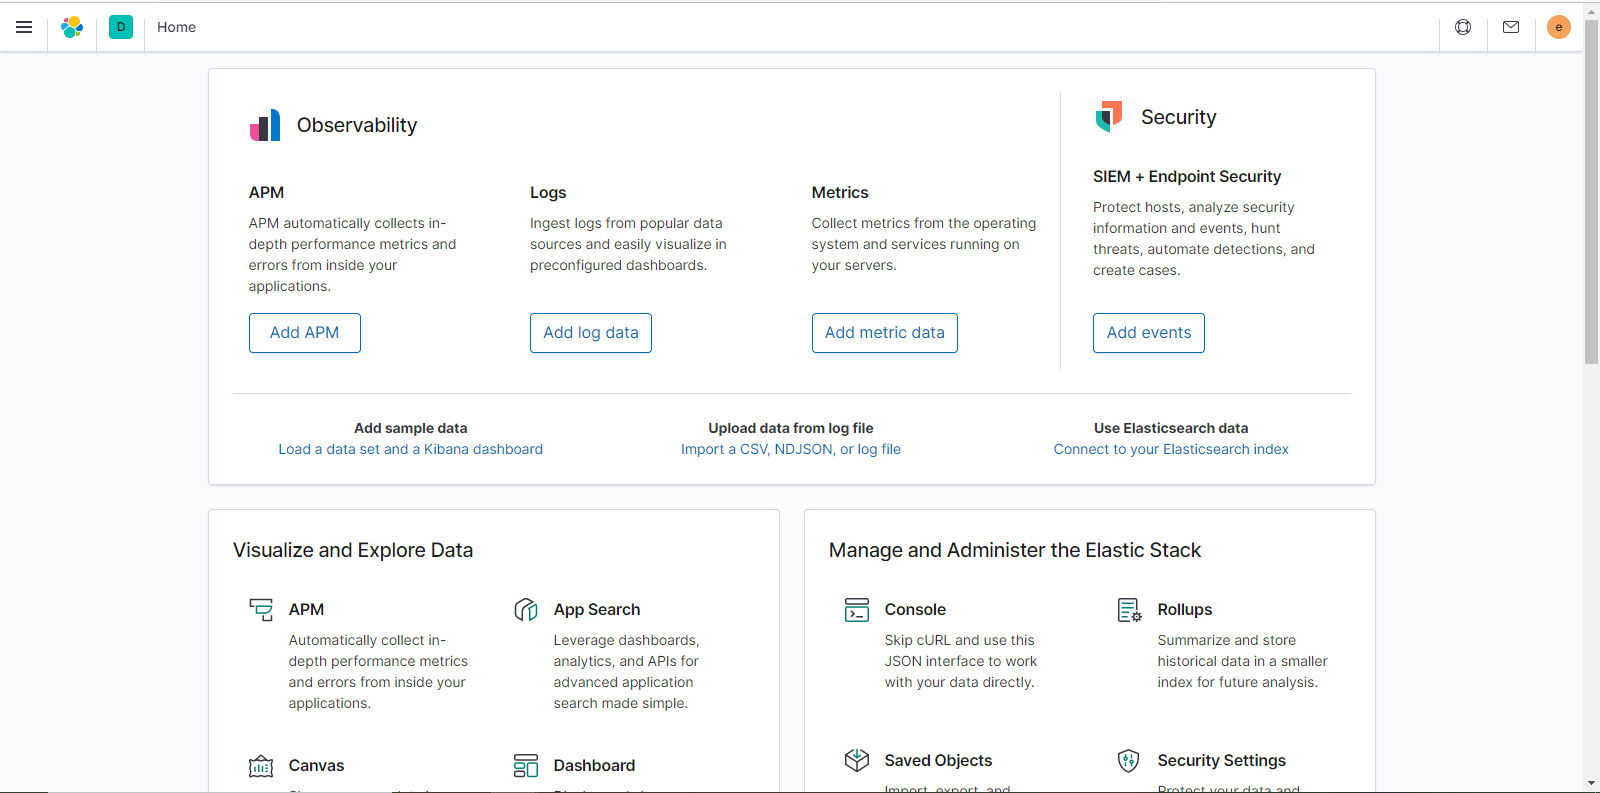 D Home e
Observability
APM
APM automatically collects in-
depth performance metrics and
errors from inside your
applications.
Add APM
Logs
Ingest logs from popular data
sources and easily visualize in
preconfigured dashboards.
Add log data
Metrics
Collect metrics from the operating
system and services running on
your servers.
Add metric data
Security
SIEM + Endpoint Security
Protect hosts, analyze security
information and events, hunt
threats, automate detections, and
create cases.
Add events
Add sample data
Load a data set and a Kibana dashboard
Upload data from log file
Import a CSV, NDJSON, or log file
Use Elasticsearch data
Connect to your Elasticsearch index
Visualize and Explore Data
APM
Automatically collect in-
depth performance metrics
and errors from inside your
applications.
App Search
Leverage dashboards,
analytics, and APIs for
advanced application
search made simple.
Canvas
Dashboard
Manage and Administer the Elastic Stack
Console
Skip cURL and use this
JSON interface to work
with your data directly.
Rollups
Summarize and store
historical data in a smaller
index for future analysis.
Saved Objects
Import, export, and
Security Settings
Protect your data and